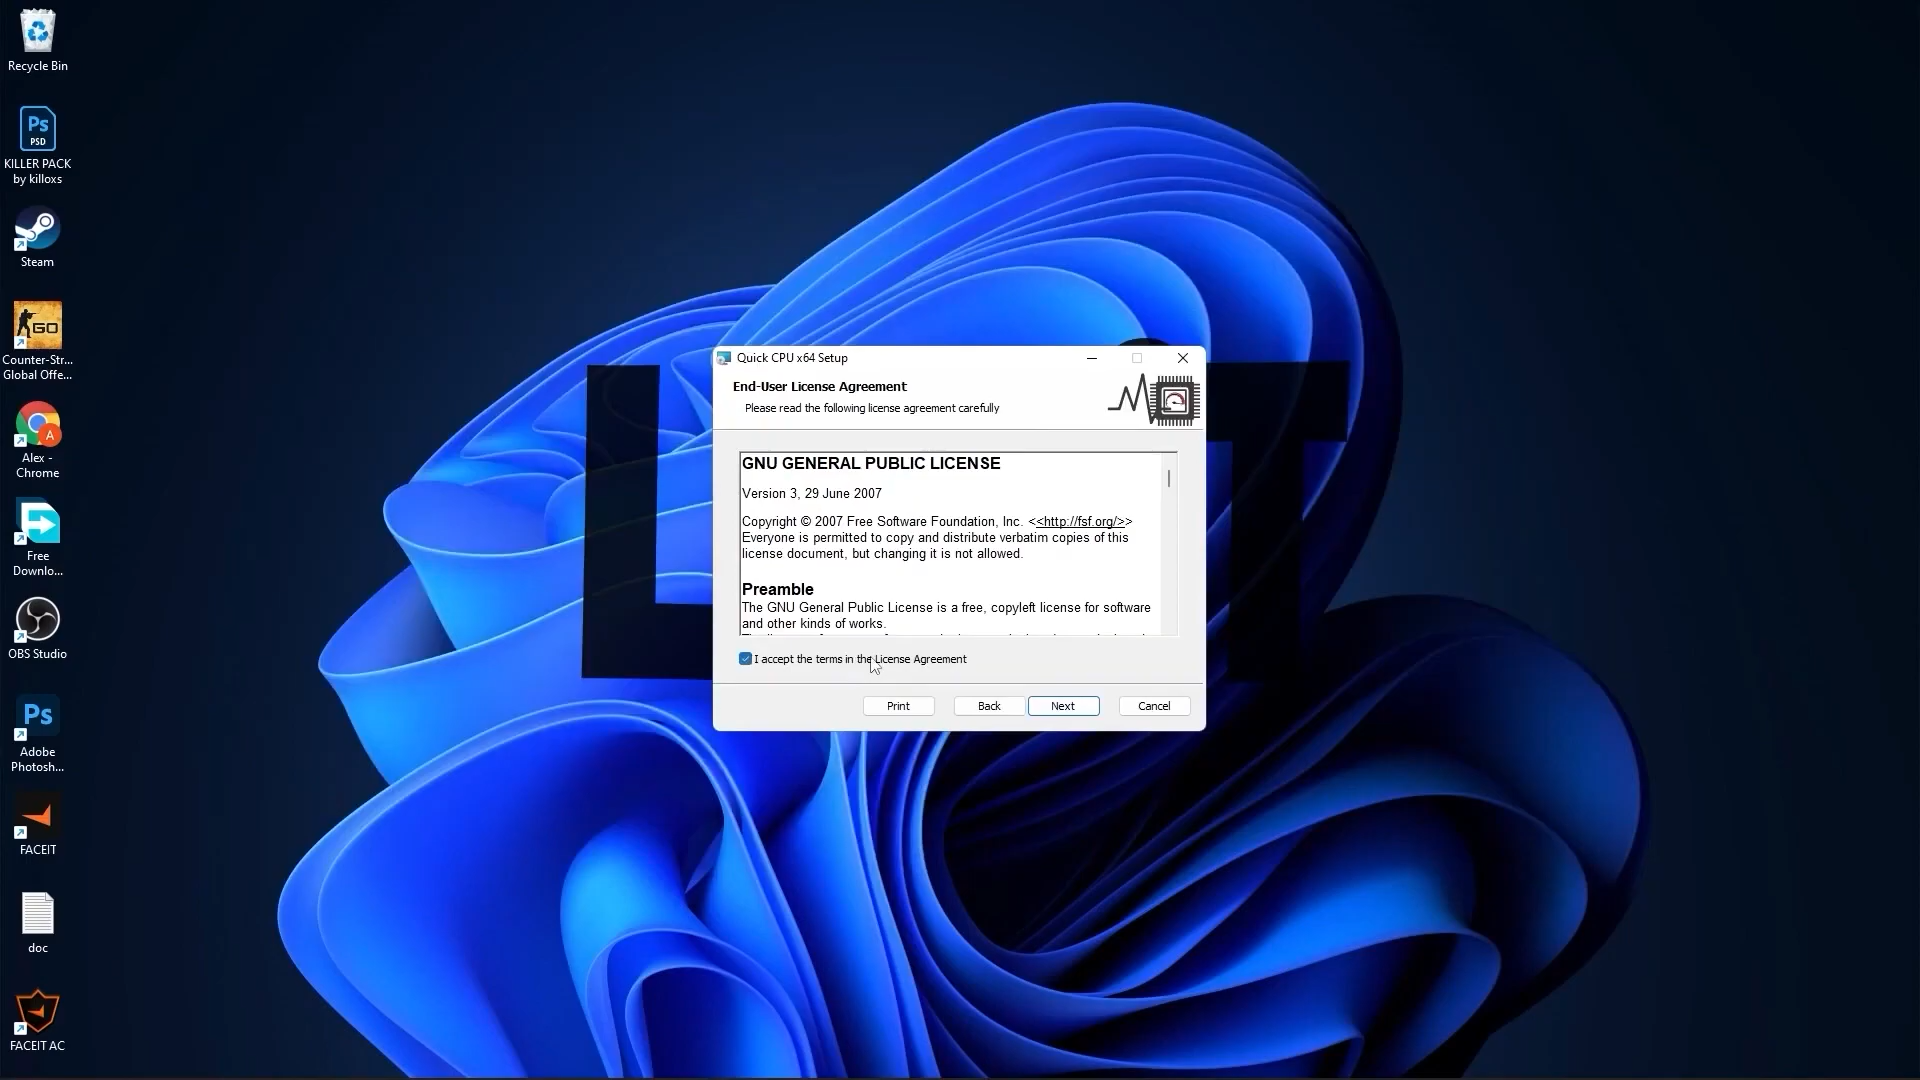 Recycle Bin
Ps
PSD
KILLER PACK
by killoxs
Steam
GO
Counter-Str...
Global Offe...
A
Alex -
Chrome
Free
Downlo...
OBS Studio
Ps
Adobe
Photosh...
FACEIT
doc
FACEIT AC
Quick CPU x64 Setup
End-User License Agreement
Please read the following license agreement carefully
GNU GENERAL PUBLIC LICENSE
Version 3, 29 June 2007
Copyright © 2007 Free Software Foundation, Inc. <<http://fsf.org/>>
Everyone is permitted to copy and distribute verbatim copies of this
license document, but changing it is not allowed.
Preamble
The GNU General Public License is a free, copyleft license for software
and other kinds of works.
I accept the terms in the License Agreement
Print
Back
Next
Cancel